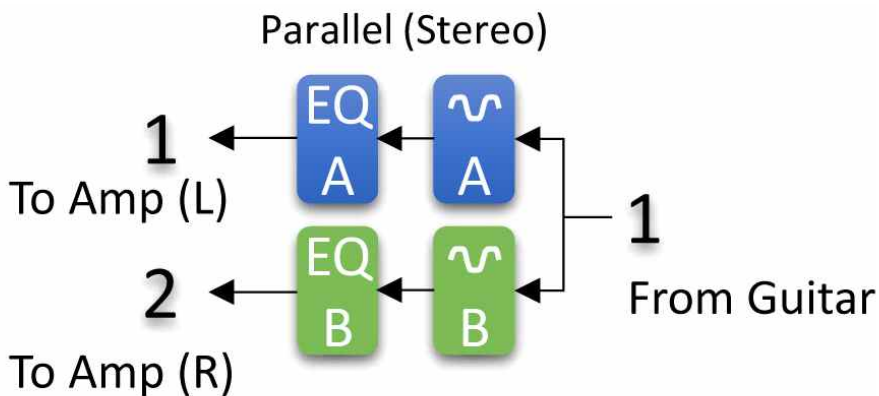 Parallel (Stereo)
EQ
A
A
1
To Amp (L)
EQ
B
B
2
To Amp (R)
1
From Guitar